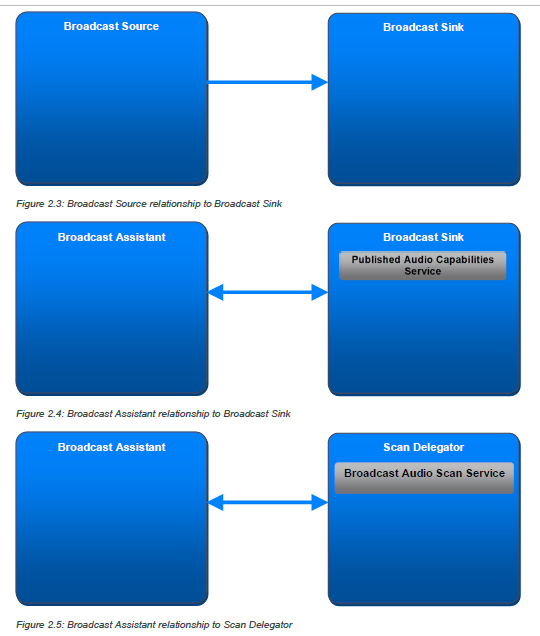 Broadcast Source
Broadcast Sink
Figure 2.3: Broadcast Source relationship to Broadcast Sink
Broadcast Assistant
Broadcast Sink
Published Audio Capabilities
Service
Figure 2.4: Broadcast Assistant relationship to Broadcast Sink
Broadcast Assistant
Scan Delegator
Broadcast Audio Scan Service
Figure 2.5: Broadcast Assistant relationship to Scan Delegator